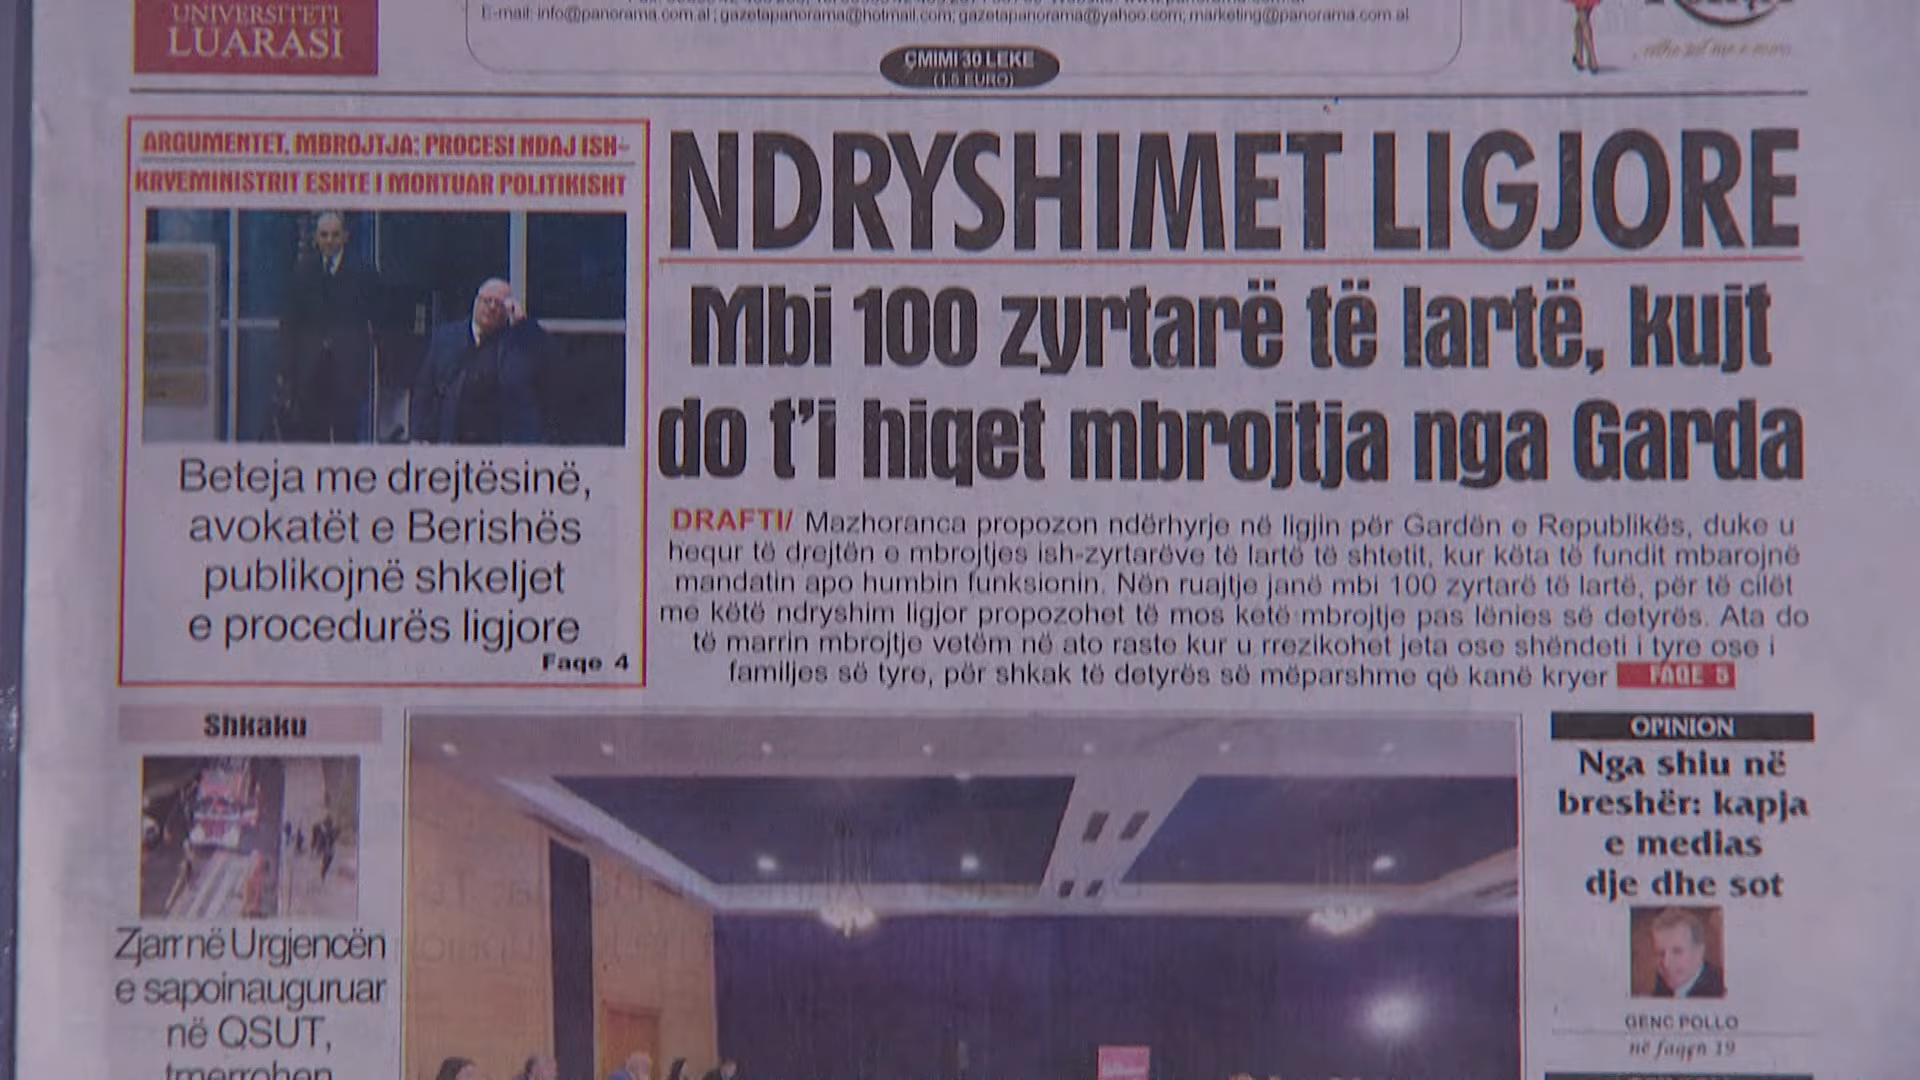 UNIVERSITETI
LUARASI
E-mail: info@panorama.com.al; gazetapanorama@hotmail.com; gazetapanorama@yahoo.com; marketing@panorama.com.al
ÇMIMI 30 LEKE
(1.5 EURO)
ARGUMENTET, MBROJTJA: PROCESI NDAJ ISH-
KRYEMINISTRIT ESHTE I MONTUAR POLITIKISHT
Beteja me drejtësinë,
avokatët e Berishës
publikojnë shkeljet
e procedurës ligjore
Faqe 4
NDRYSHIMET LIGJORE
Mbi 100 zyrtarë të lartë, kujt
do t'i hiqet mbrojtja nga Garda
DRAFTI/ Mazhoranca propozon ndërhyrje në ligjin për Gardën e Republikës, duke u
hequr të drejtën e mbrojtjes ish-zyrtarëve të lartë të shtetit, kur këta të fundit mbarojnë
mandatin apo humbin funksionin. Nën ruajtje janë mbi 100 zyrtarë të lartë, për të cilët
me këtë ndryshim ligjor propozohet të mos ketë mbrojtje pas lënies së detyrës. Ata do
të marrin mbrojtje vetëm në ato raste kur u rrezikohet jeta ose shëndeti i tyre ose i
familjes së tyre, për shkak të detyrës së mëparshme që kanë kryer FAQE 5
Shkaku
Zjarr në Urgjencën
e sapoinauguruar
në QSUT,
tmerrohen
OPINION
Nga shiu në
breshër: kapja
e medias
dje dhe sot
GENC POLLO
në faqen 19